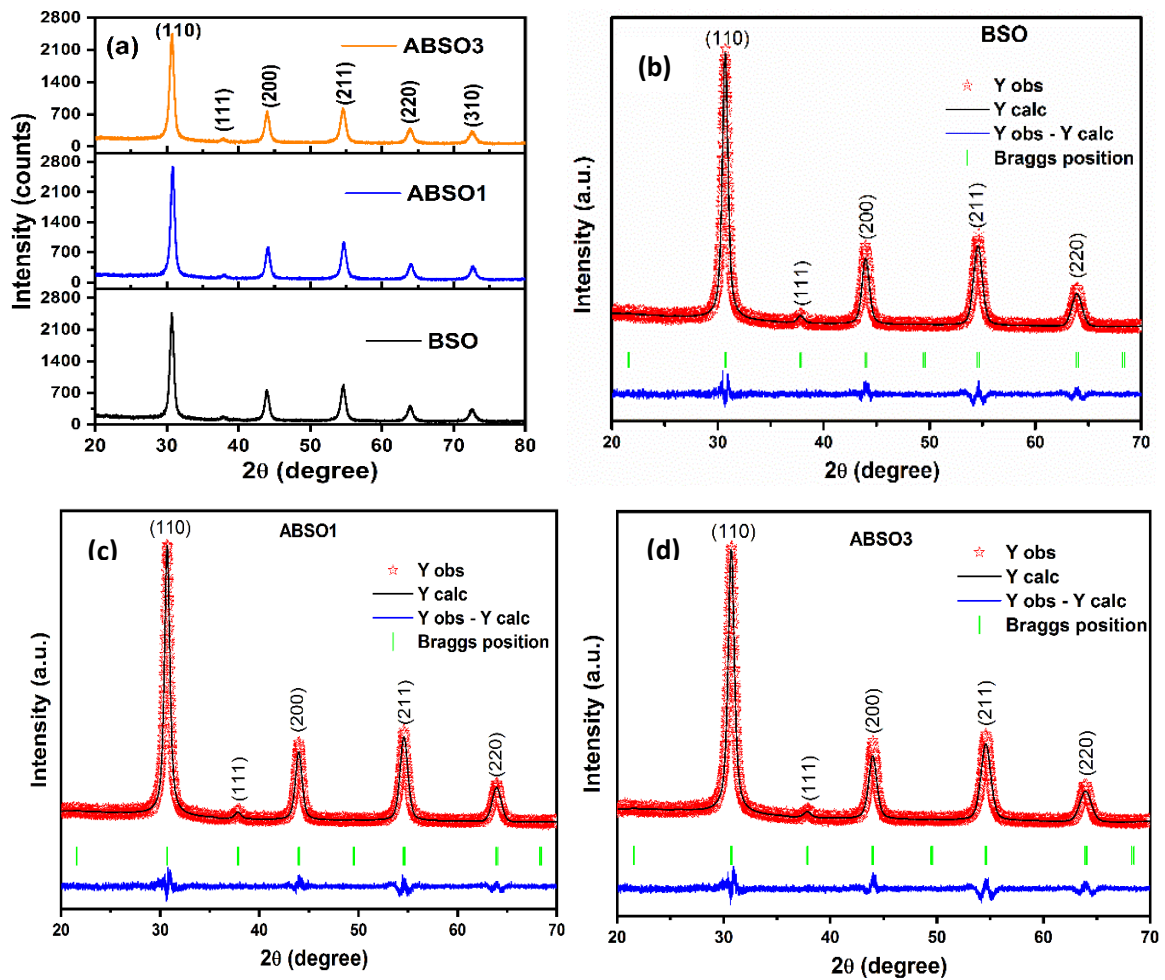 (a)
2800
2100
1400
700
0
(110)
(111)
(200)
(211)
(220)
(310)
ABSO3
2800
2100
1400
700
0
ABSO1
2800
2100
1400
700
0
BSO
Intensity (counts)
20 30 40 50 60 70 80
2θ (degree)
(b)
BSO
(110)
(111)
(200)
(211)
(220)
Y obs
Y calc
Y obs - Y calc
Braggs position
Intensity (a.u.)
20 30 40 50 60 70
2θ (degree)
(c)
ABSO1
(110)
(111)
(200)
(211)
(220)
Y obs
Y calc
Y obs - Y calc
Braggs position
Intensity (a.u.)
20 30 40 50 60 70
2θ (degree)
(d)
ABSO3
(110)
(111)
(200)
(211)
(220)
Y obs
Y calc
Y obs - Y calc
Braggs position
Intensity (a.u.)
20 30 40 50 60 70
2θ (degree)